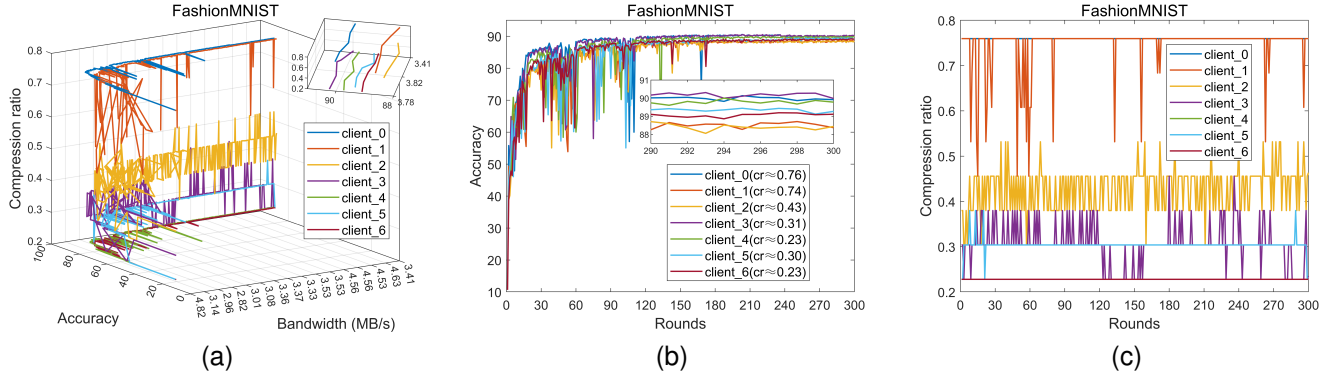 FashionMNIST
Compression ratio
0.8
0.7
0.6
0.5
0.4
0.3
0.2
100
80
60
40
20
0
Accuracy
4.82
3.14
2.96
2.82
3.01
3.08
3.36
3.37
3.33
3.53
3.53
4.56
4.56
4.63
3.41
Bandwidth (MB/s)
0.8
0.6
0.4
0.2
90
88
3.78
3.82
3.41
client_0
client_1
client_2
client_3
client_4
client_5
client_6
(a)
FashionMNIST
Accuracy
90
80
70
60
50
40
30
20
10
0 30 60 90 120 150 180 210 240 270 300
Rounds
91
90
89
88
290 292 294 296 298 300
client_0(cr≈0.76)
client_1(cr≈0.74)
client_2(cr≈0.43)
client_3(cr≈0.31)
client_4(cr≈0.23)
client_5(cr≈0.30)
client_6(cr≈0.23)
(b)
FashionMNIST
Compression ratio
0.8
0.7
0.6
0.5
0.4
0.3
0.2
0 30 60 90 120 150 180 210 240 270 300
Rounds
client_0
client_1
client_2
client_3
client_4
client_5
client_6
(c)